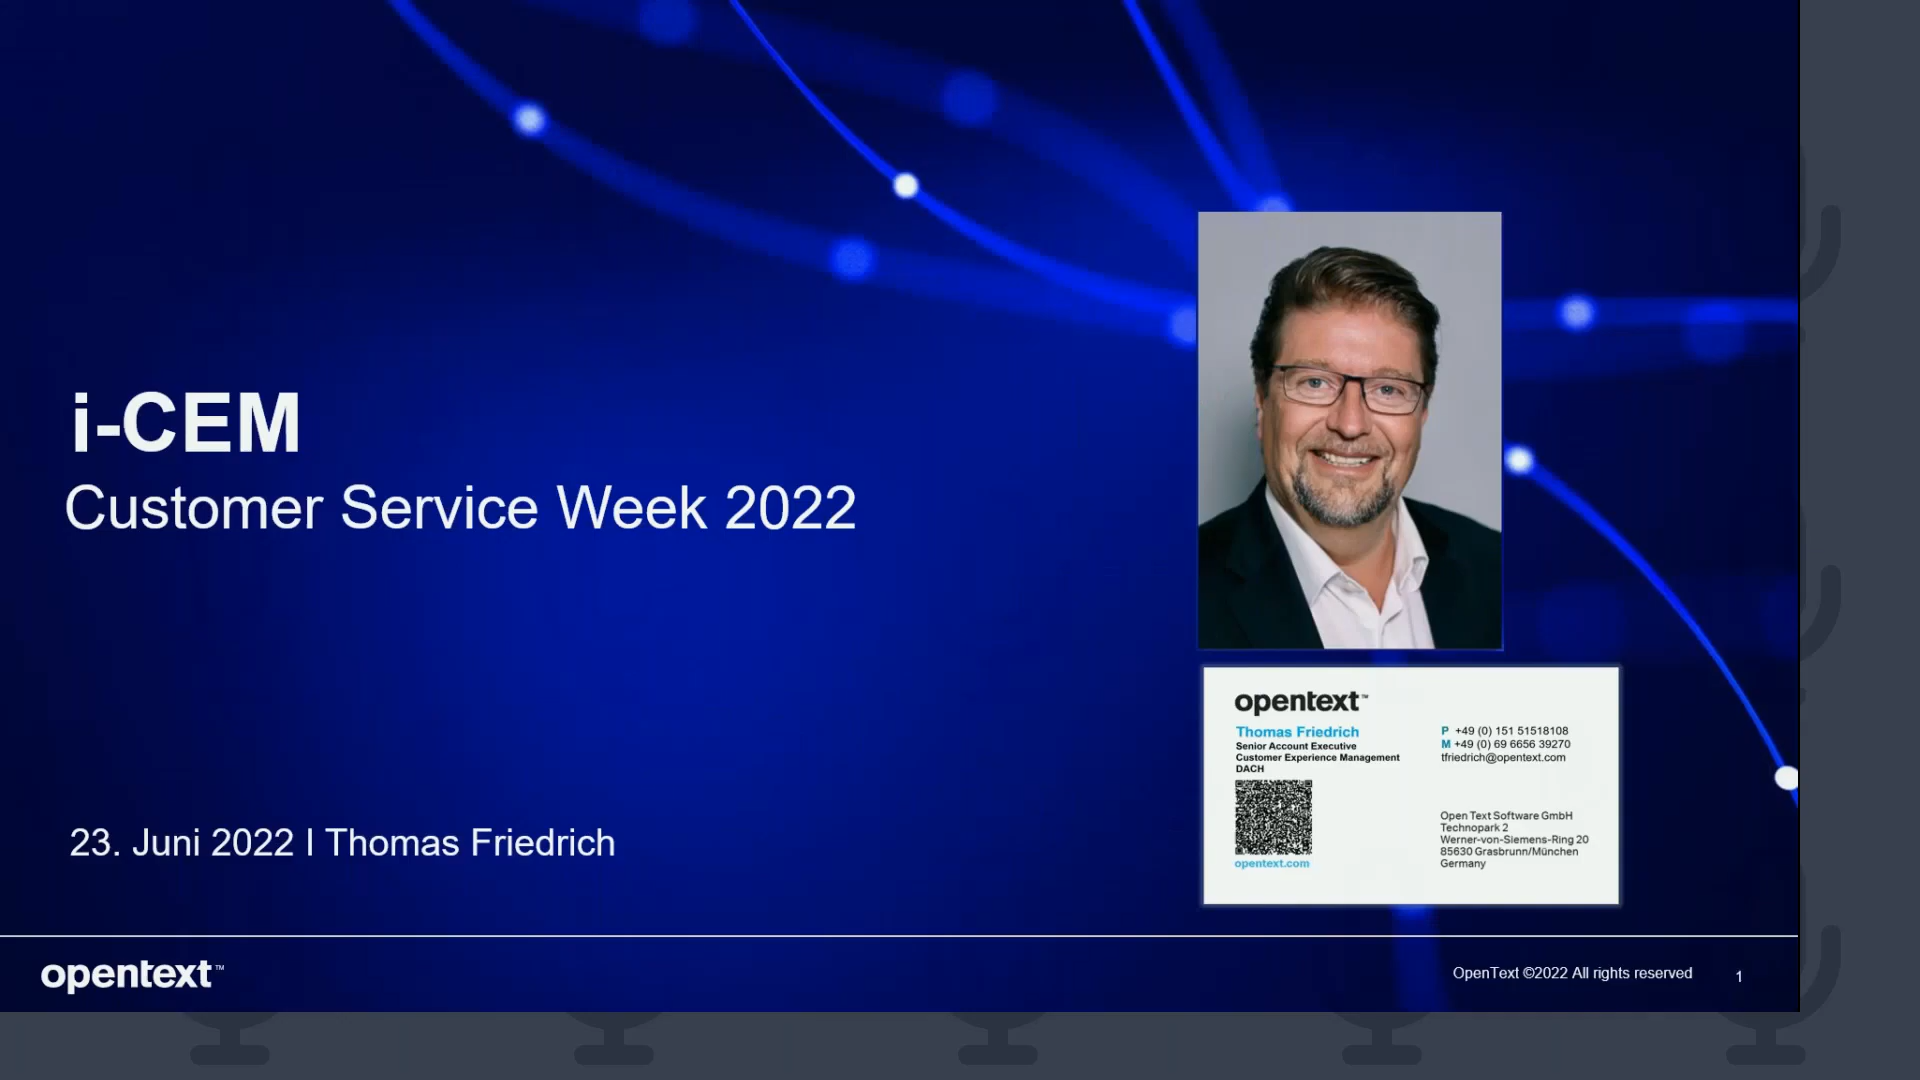 i-CEM
Customer Service Week 2022
23. Juni 2022 I Thomas Friedrich
opentext™
Thomas Friedrich
Senior Account Executive
Customer Experience Management
DACH
opentext.com
P +49 (0) 151 51518108
M +49 (0) 69 6656 39270
tfriedrich@opentext.com
Open Text Software GmbH
Technopark 2
Werner-von-Siemens-Ring 20
85630 Grasbrunn/München
Germany
opentext™
OpenText ©2022 All rights reserved
1